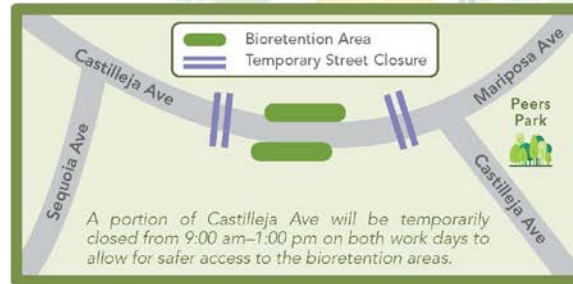 Bioretention Area
Temporary Street Closure
Castilleja Ave
Mariposa Ave
Peers
Park
Sequoia Ave
Castilleja Ave
A portion of Castilleja Ave will be temporarily
closed from 9:00 am–1:00 pm on both work days to
allow for safer access to the bioretention areas.